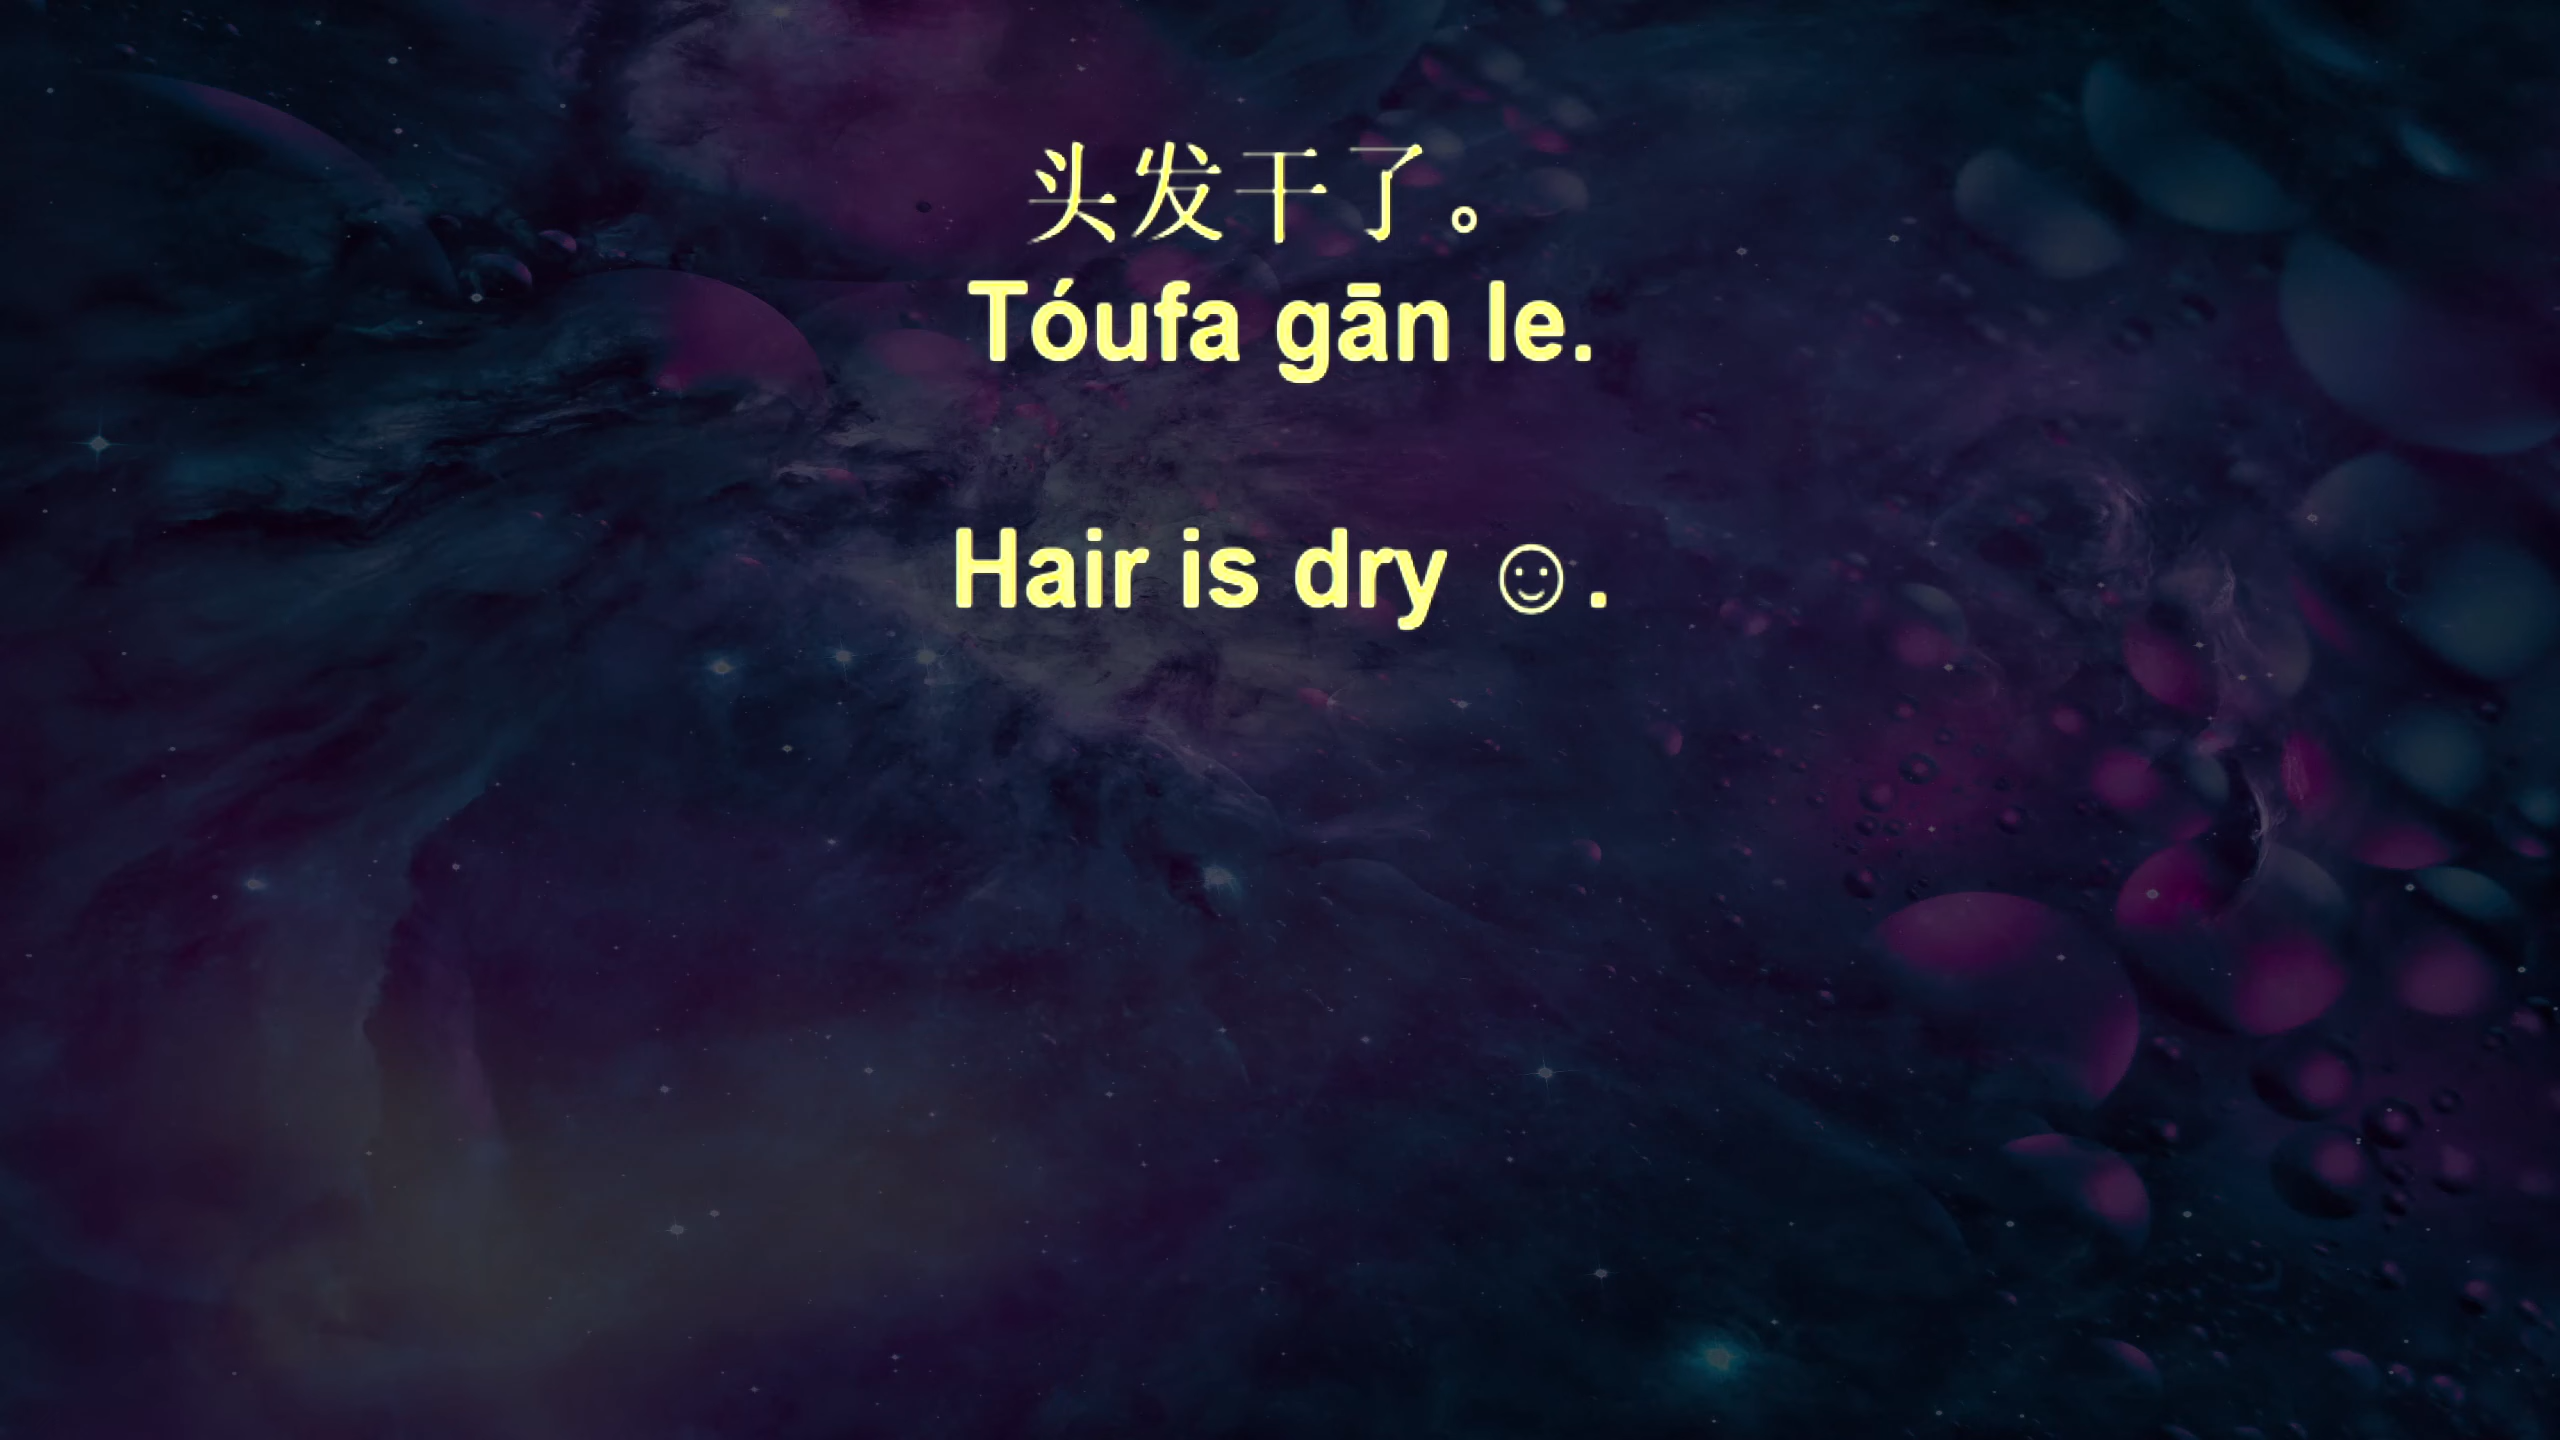 头发干了。
Tóufa gān le.
Hair is dry ☺.